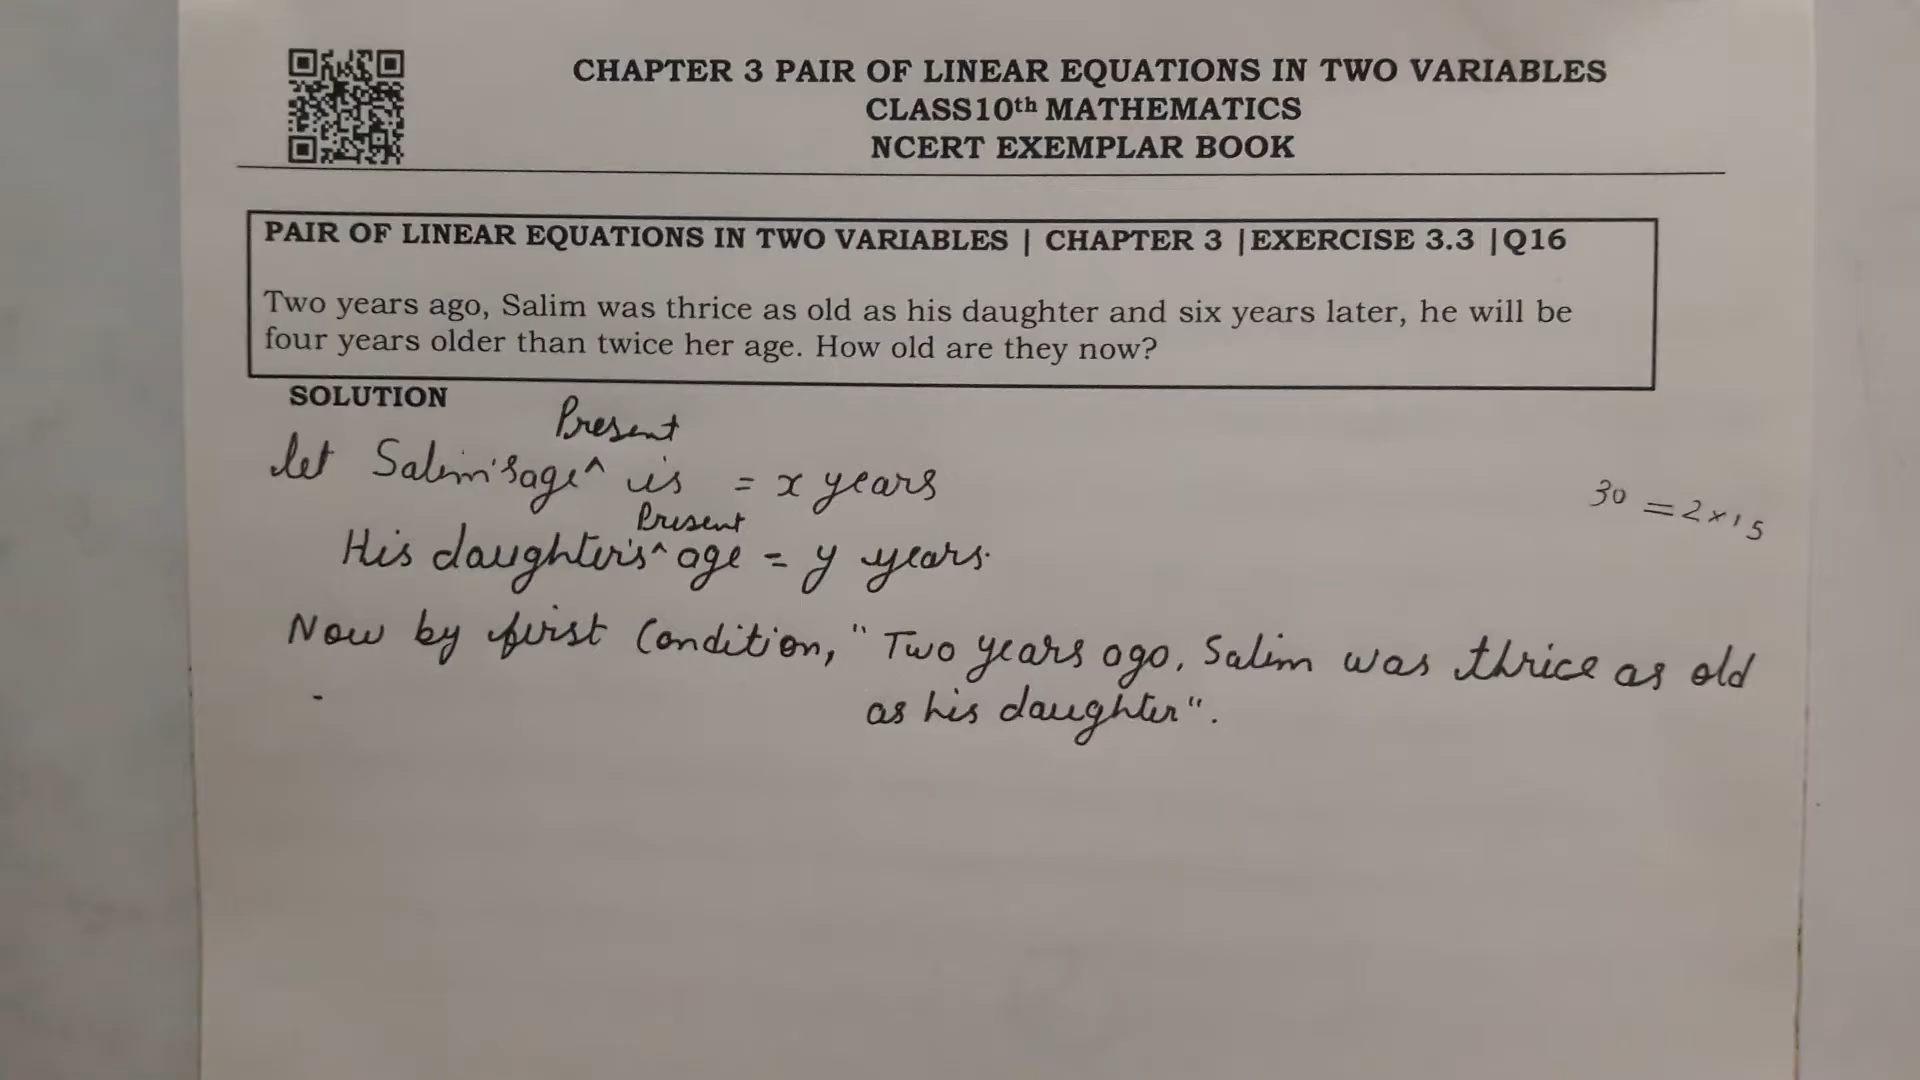 CHAPTER 3 PAIR OF LINEAR EQUATIONS IN TWO VARIABLES
CLASS10th MATHEMATICS
NCERT EXEMPLAR BOOK
PAIR OF LINEAR EQUATIONS IN TWO VARIABLES | CHAPTER 3 |EXERCISE 3.3 |Q16
Two years ago, Salim was thrice as old as his daughter and six years later, he will be
four years older than twice her age. How old are they now?
SOLUTION
Present
let Salim's age ^ is = x years
30 = 2 × 15
Present
His daughter's ^ age = y years.
Now by first Condition, " Two years ago, Salim was thrice as old
as his daughter".